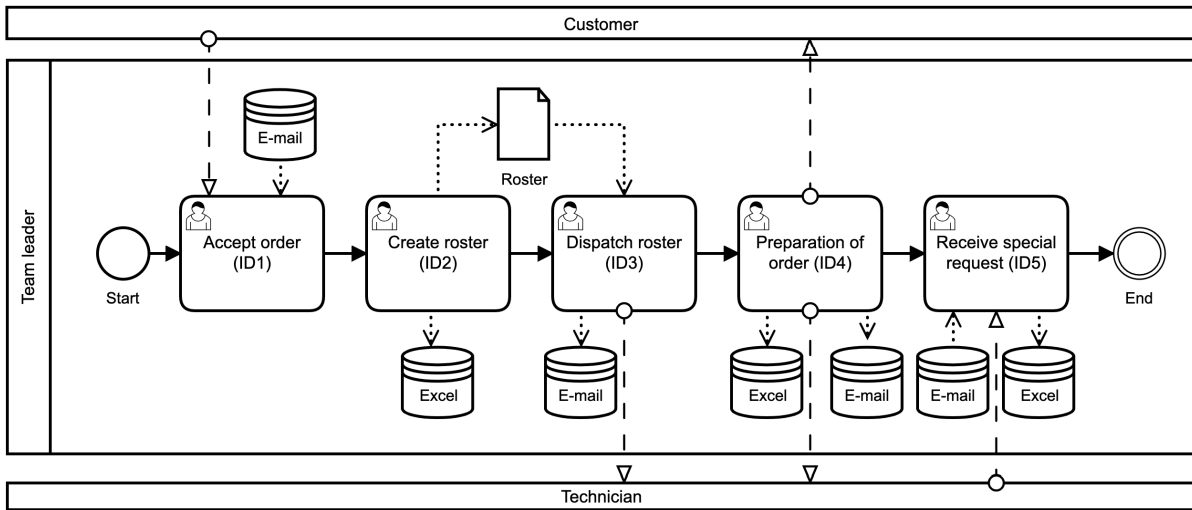 Customer
Team leader
E-mail
Roster
Start
Accept order
(ID1)
Create roster
(ID2)
Dispatch roster
(ID3)
Preparation of
order (ID4)
Receive special
request (ID5)
End
Excel
E-mail
Excel
E-mail
E-mail
Excel
Technician